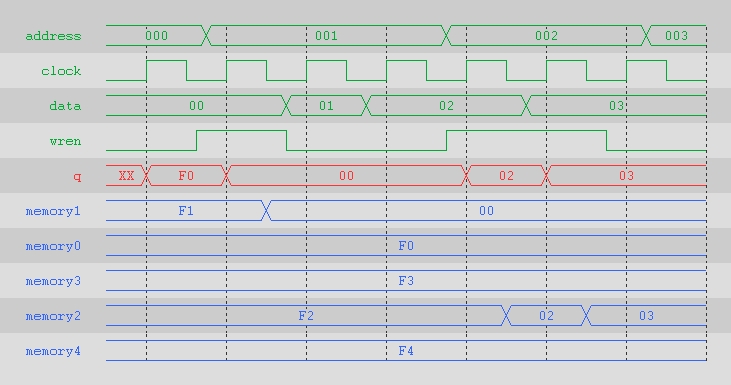 address 000 001 002 003
clock
data 00 01 02 03
wren
q XX F0 00 02 03
memory1 F1 00
memory0 F0
memory3 F3
memory2 F2 02 03
memory4 F4